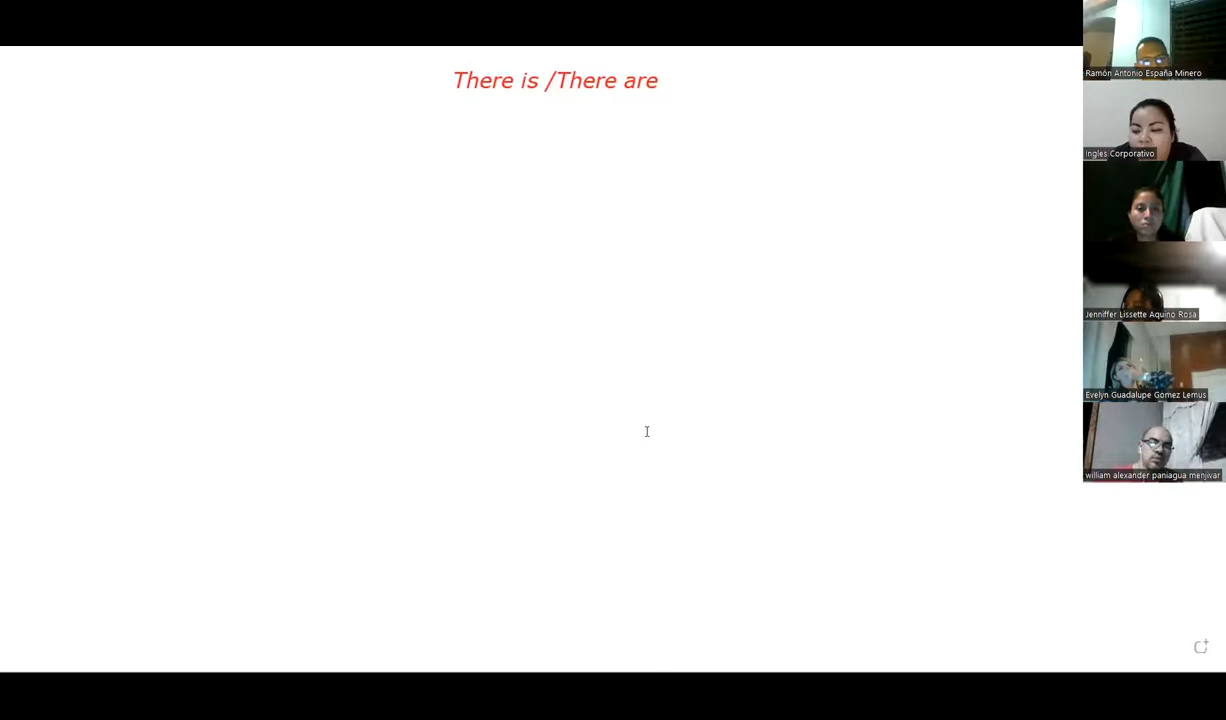 There is /There are
Ramón Antonio España Minero
Ingles Corporativo
Jenniffer Lissette Aquino Rosa
Evelyn Guadalupe Gómez Lemus
william alexander paniagua menjivar